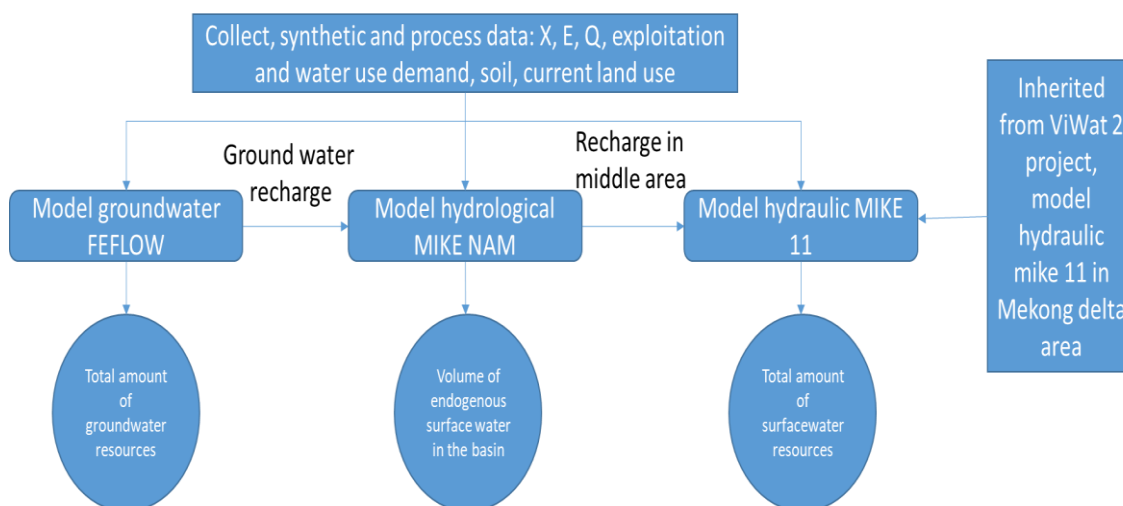 Collect, synthetic and process data: X, E, Q, exploitation
and water use demand, soil, current land use
Inherited
from ViWat 2
project,
model
hydraulic
mike 11 in
Mekong delta
area
Ground water
recharge
Recharge in
middle area
Model groundwater
FEFLOW
Model hydrological
MIKE NAM
Model hydraulic MIKE
11
Total amount
of
groundwater
resources
Volume of
endogenous
surface water
in the basin
Total amount
of
surfacewater
resources